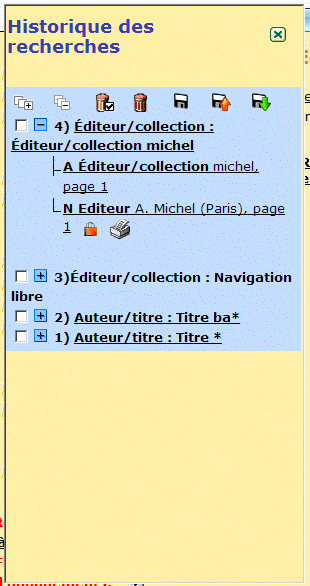 Historique des
recherches
4) Éditeur/collection :
Éditeur/collection michel
A Éditeur/collection michel,
page 1
N Editeur A. Michel (Paris), page
1
3)Éditeur/collection : Navigation
libre
2) Auteur/titre : Titre ba*
1) Auteur/titre : Titre *